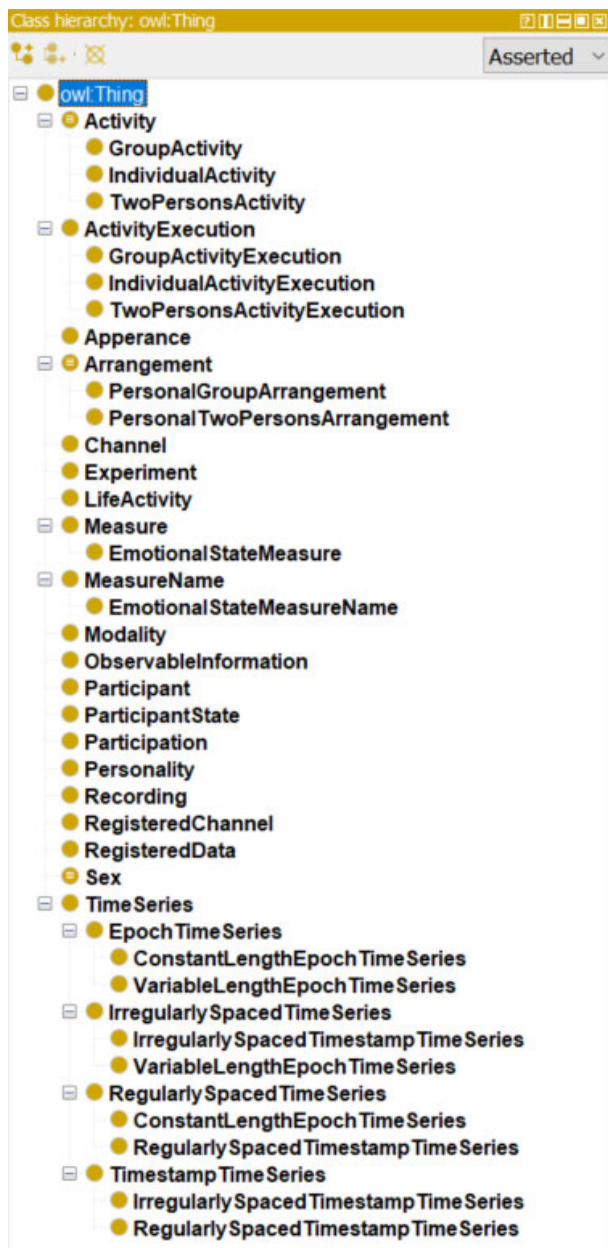 Class hierarchy: owl:Thing
Asserted
owl:Thing
Activity
GroupActivity
IndividualActivity
TwoPersonsActivity
ActivityExecution
GroupActivityExecution
IndividualActivityExecution
TwoPersonsActivityExecution
Apperance
Arrangement
PersonalGroupArrangement
PersonalTwoPersonsArrangement
Channel
Experiment
LifeActivity
Measure
EmotionalStateMeasure
MeasureName
EmotionalStateMeasureName
Modality
ObservableInformation
Participant
ParticipantState
Participation
Personality
Recording
RegisteredChannel
RegisteredData
Sex
TimeSeries
EpochTimeSeries
ConstantLengthEpochTimeSeries
VariableLengthEpochTimeSeries
IrregularlySpacedTimeSeries
IrregularlySpacedTimestampTimeSeries
VariableLengthEpochTimeSeries
RegularlySpacedTimeSeries
ConstantLengthEpochTimeSeries
RegularlySpacedTimestampTimeSeries
TimestampTimeSeries
IrregularlySpacedTimestampTimeSeries
RegularlySpacedTimestampTimeSeries